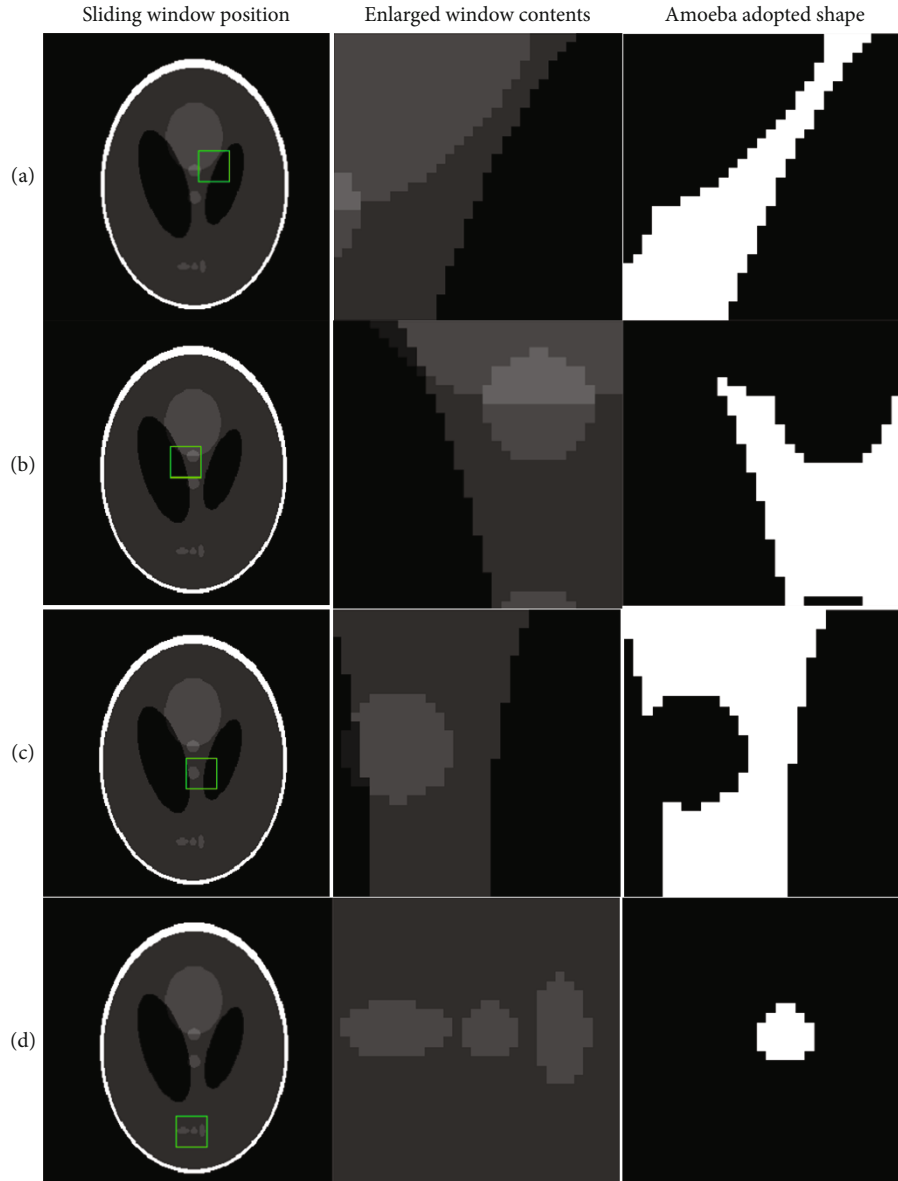 Sliding window position
Enlarged window contents
Amoeba adopted shape
(a)
(b)
(c)
(d)